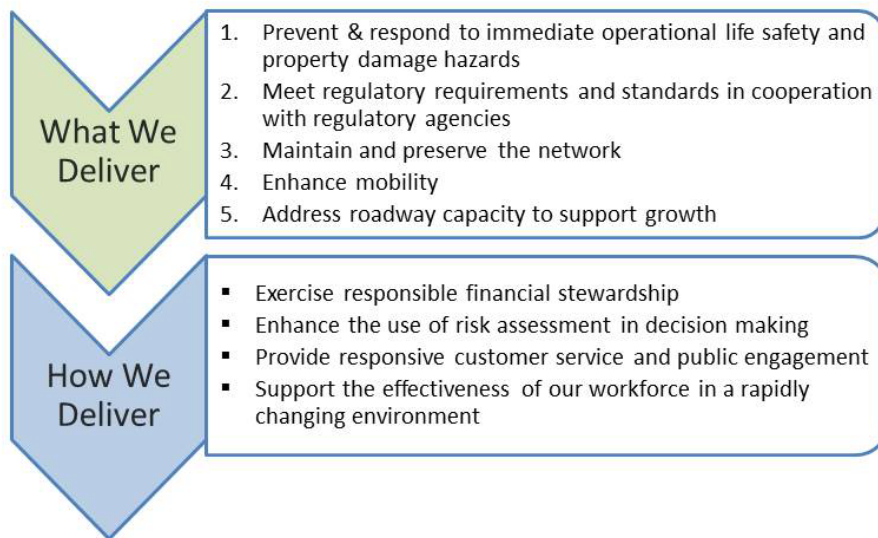 What We
Deliver
1. Prevent & respond to immediate operational life safety and
property damage hazards
2. Meet regulatory requirements and standards in cooperation
with regulatory agencies
3. Maintain and preserve the network
4. Enhance mobility
5. Address roadway capacity to support growth
How We
Deliver
▪ Exercise responsible financial stewardship
▪ Enhance the use of risk assessment in decision making
▪ Provide responsive customer service and public engagement
▪ Support the effectiveness of our workforce in a rapidly
changing environment